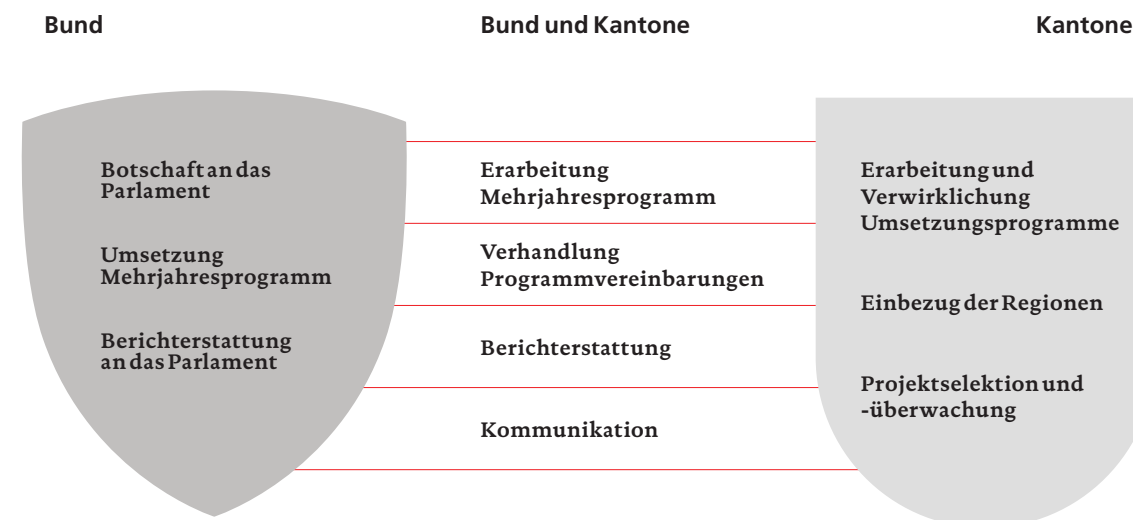 Bund
Bund und Kantone
Kantone
Botschaft an das
Parlament
Umsetzung
Mehrjahresprogramm
Berichterstattung
an das Parlament
Erarbeitung
Mehrjahresprogramm
Verhandlung
Programmvereinbarungen
Berichterstattung
Kommunikation
Erarbeitung und
Verwirklichung
Umsetzungsprogramme
Einbezug der Regionen
Projektselektion und
-überwachung